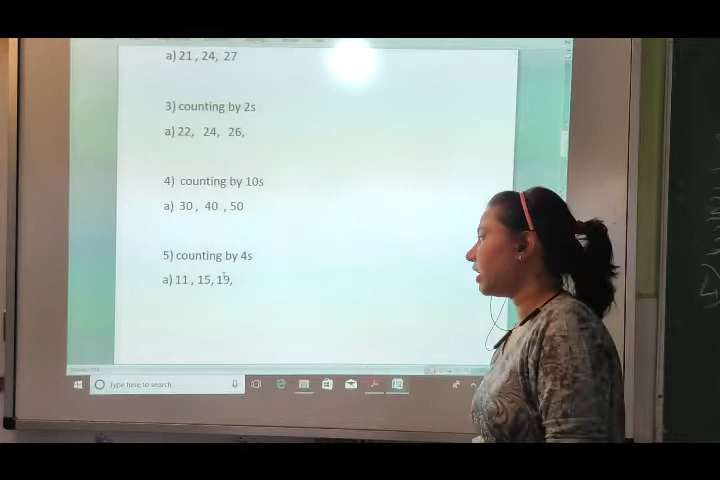 a) 21 , 24, 27
3) counting by 2s
a) 22, 24, 26,
4) counting by 10s
a) 30 , 40 , 50
5) counting by 4s
a) 11 , 15, 19,
Type here to search